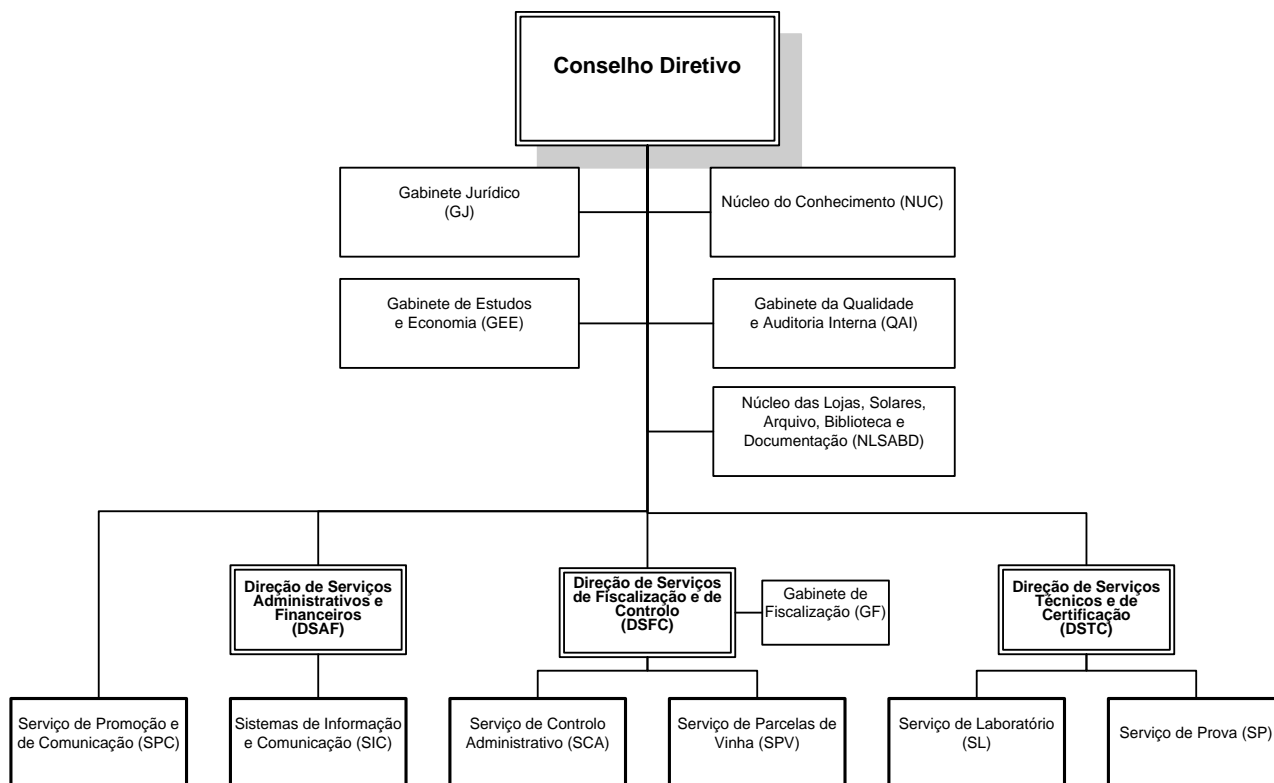 Conselho Diretivo
Gabinete Jurídico
(GJ)
Núcleo do Conhecimento (NUC)
Gabinete de Estudos
e Economia (GEE)
Gabinete da Qualidade
e Auditoria Interna (QAI)
Núcleo das Lojas, Solares,
Arquivo, Biblioteca e
Documentação (NLSABD)
Direção de Serviços
Administrativos e
Financeiros
(DSAF)
Direção de Serviços
de Fiscalização e de
Controlo
(DSFC)
Gabinete de
Fiscalização (GF)
Direção de Serviços
Técnicos e de
Certificação
(DSTC)
Serviço de Promoção e
de Comunicação (SPC)
Sistemas de Informação
e Comunicação (SIC)
Serviço de Controlo
Administrativo (SCA)
Serviço de Parcelas de
Vinha (SPV)
Serviço de Laboratório
(SL)
Serviço de Prova (SP)